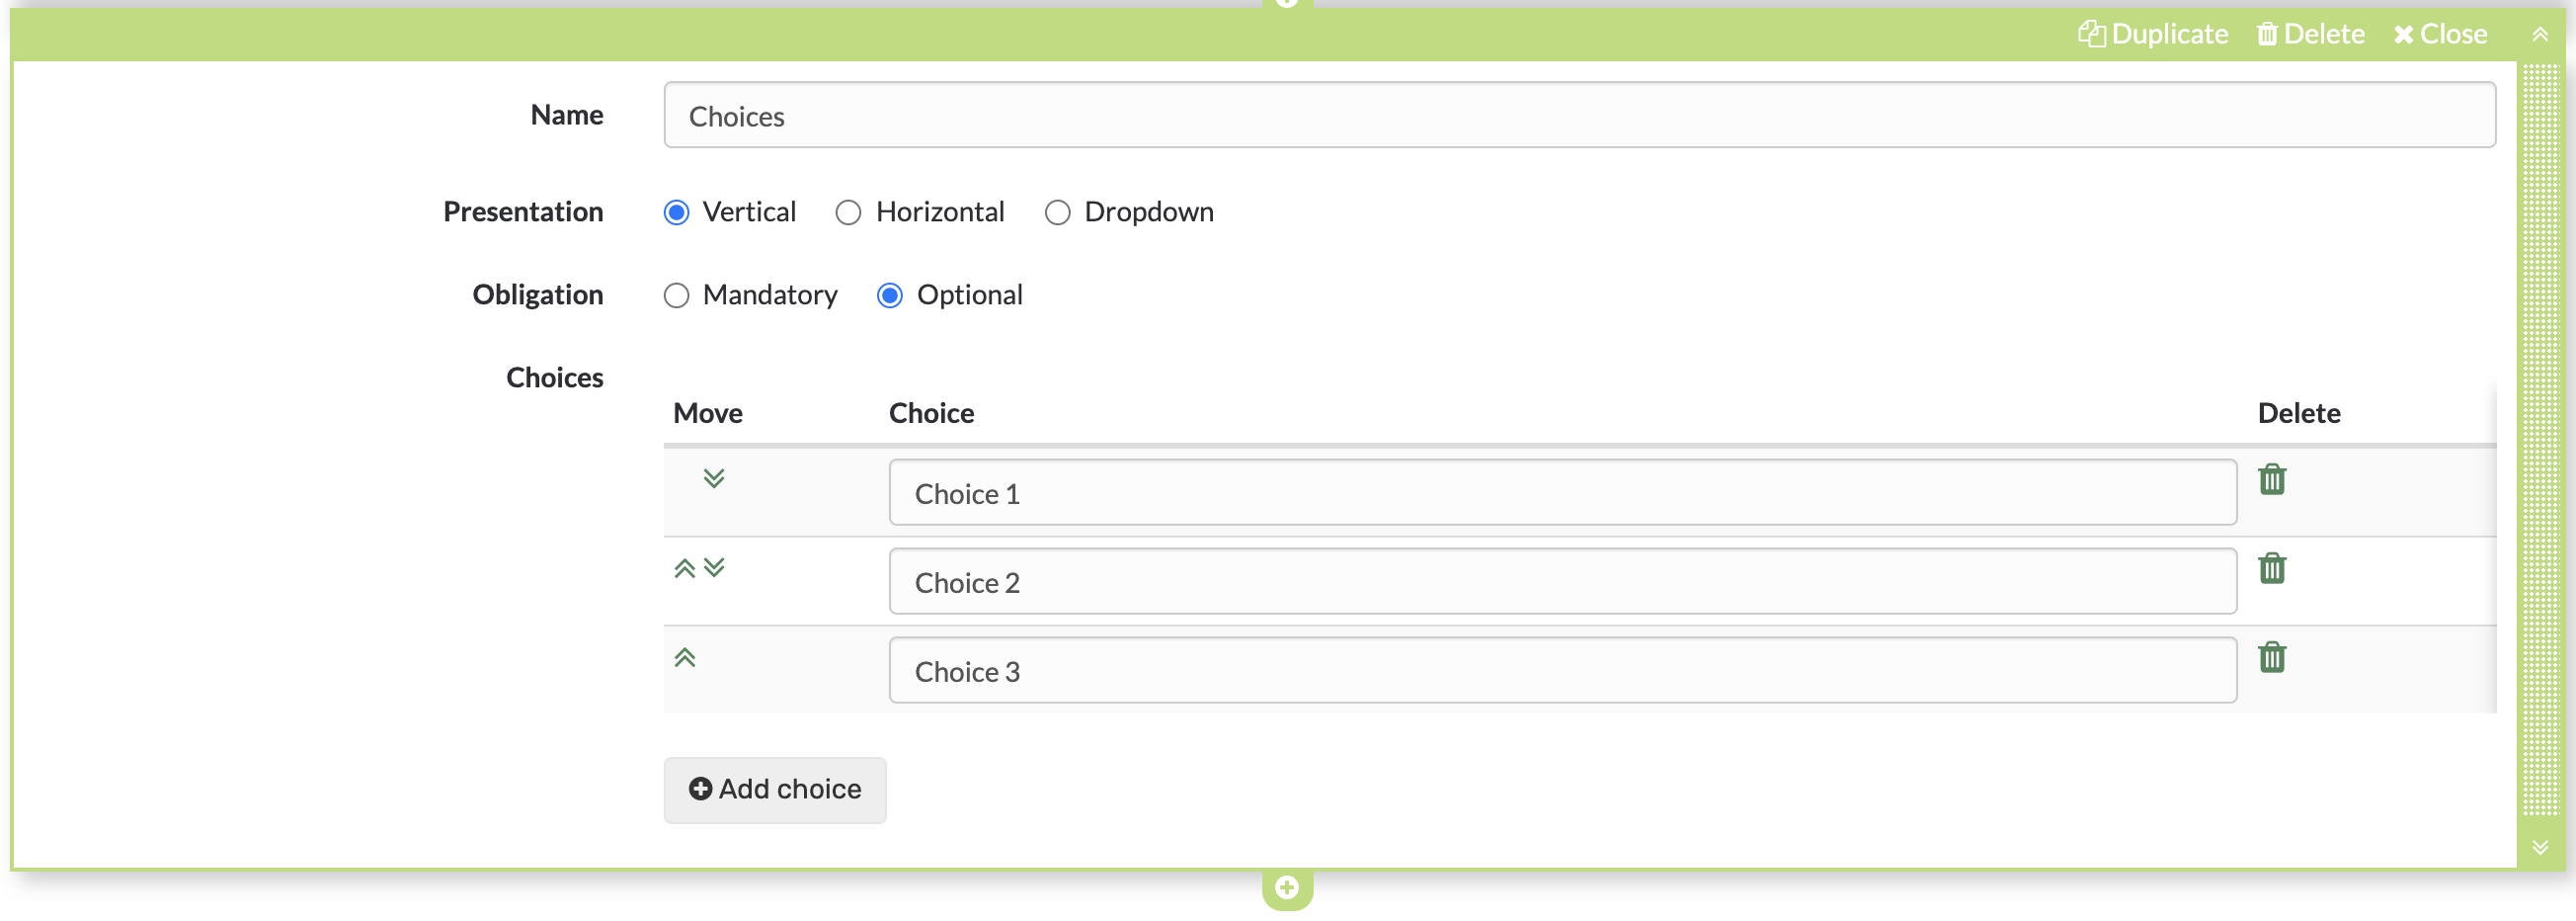 Duplicate Delete Close
Name Choices
Presentation Vertical Horizontal Dropdown
Obligation Mandatory Optional
Choices
Move Choice Delete
Choice 1
Choice 2
Choice 3
Add choice